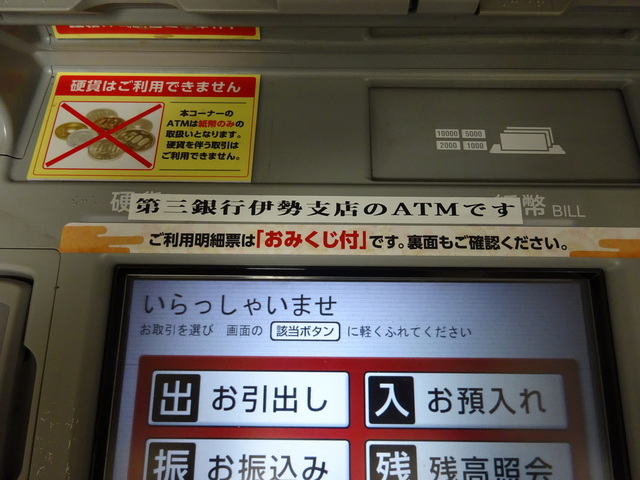 硬貨はご利用できません
本コーナーの
ATMは紙幣のみの
取扱いとなります。
硬貨を伴う取引は
ご利用できません。
10000 5000
2000 1000
硬貨
紙幣 BILL
第三銀行伊勢支店のATMです
ご利用明細票は「おみくじ付」です。裏面もご確認ください。
いらっしゃいませ
お取引を選び 画面の 該当ボタン に軽くふれてください
出 お引出し
入 お預入れ
振 お振込み
残 残高照会